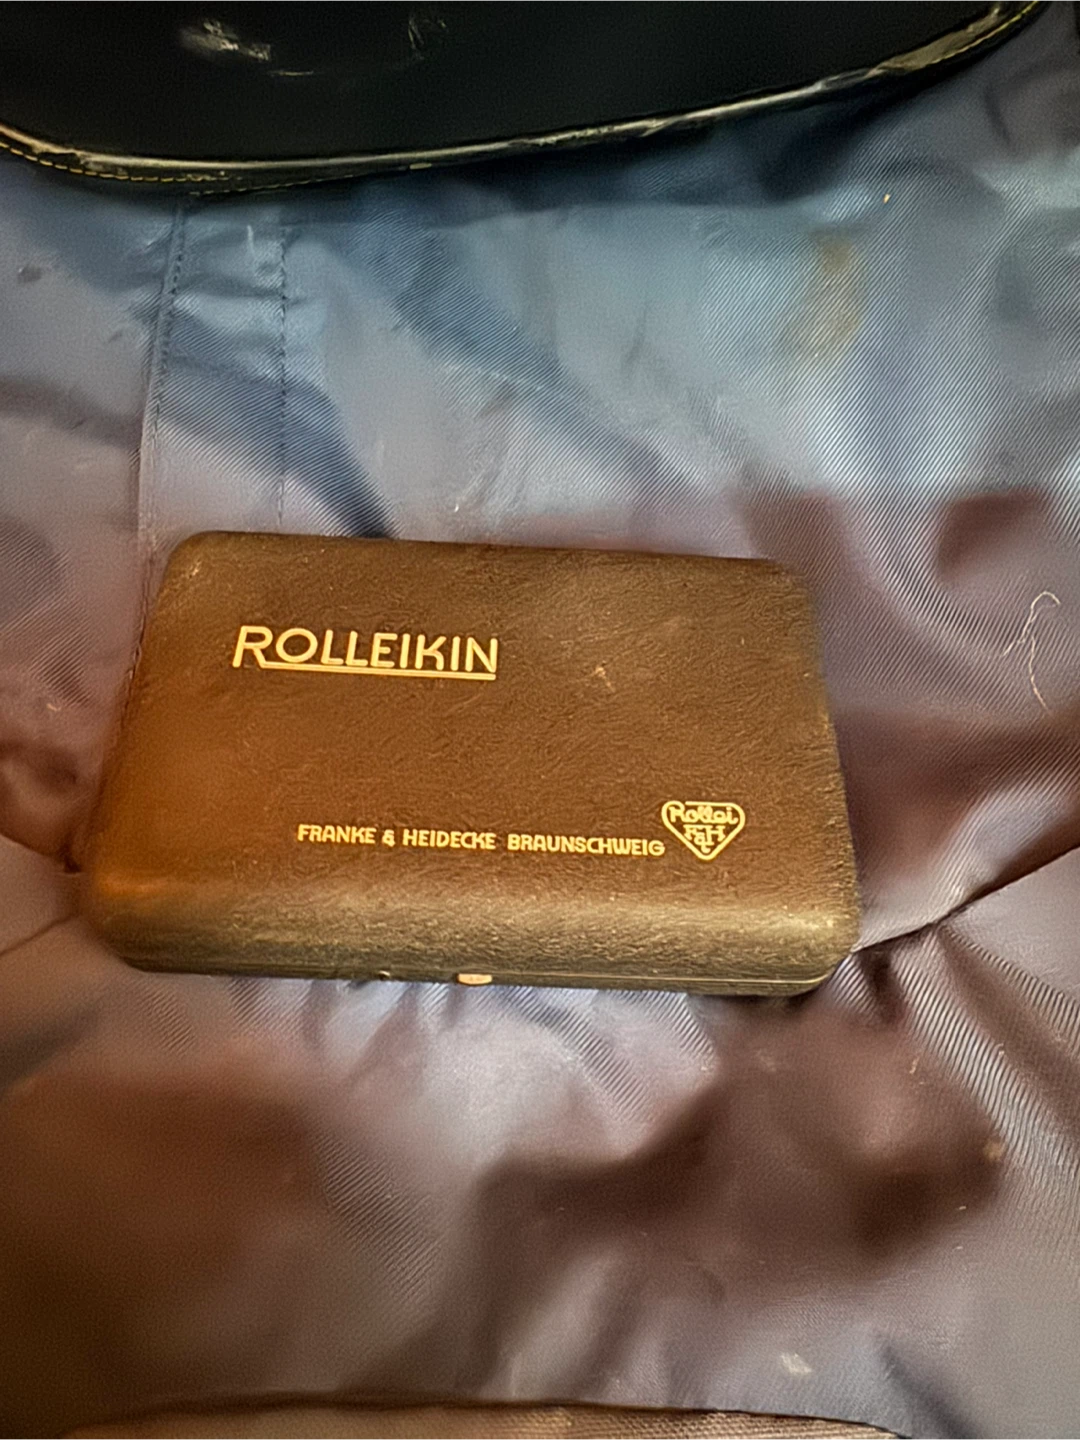 ROLLEIKIN
FRANKE & HEIDECKE BRAUNSCHWEIG
Rollei
F&H